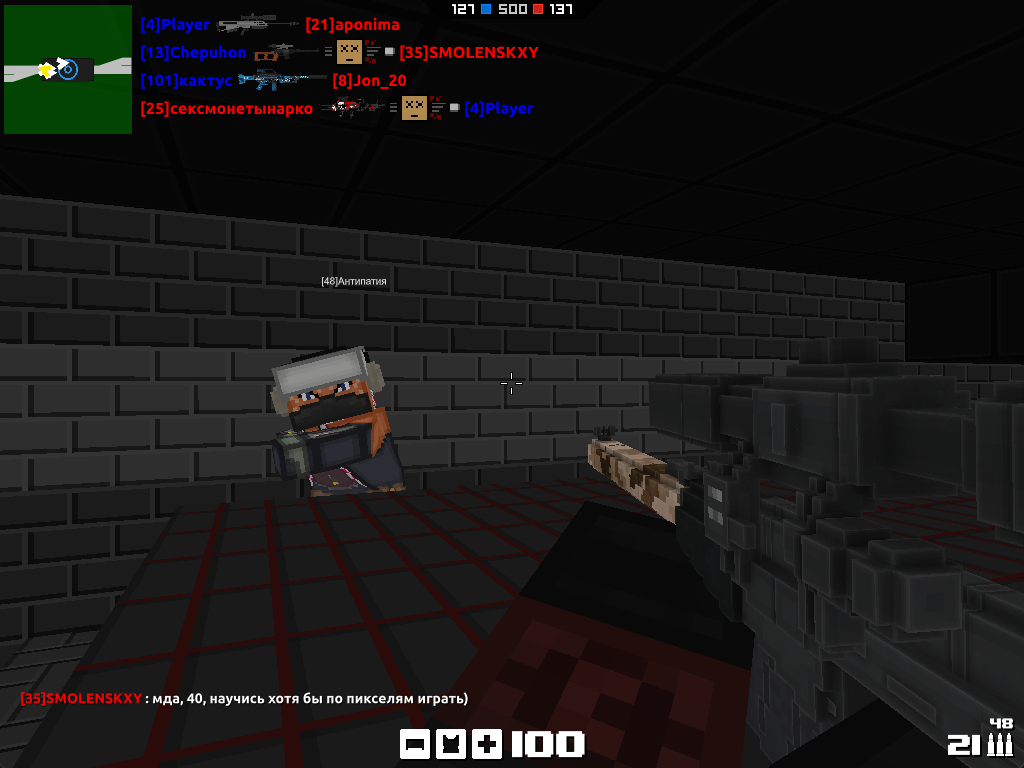 127 500 137
[4]Player [21]aponima
[13]Chepuhon [35]SMOLENSKXY
[101]кактус [8]Jon_20
[25]сексмонетынарко [4]Player
[48]Антипатия
[35]SMOLENSKXY : мда, 40, научись хотя бы по пикселям играть)
100
48
21